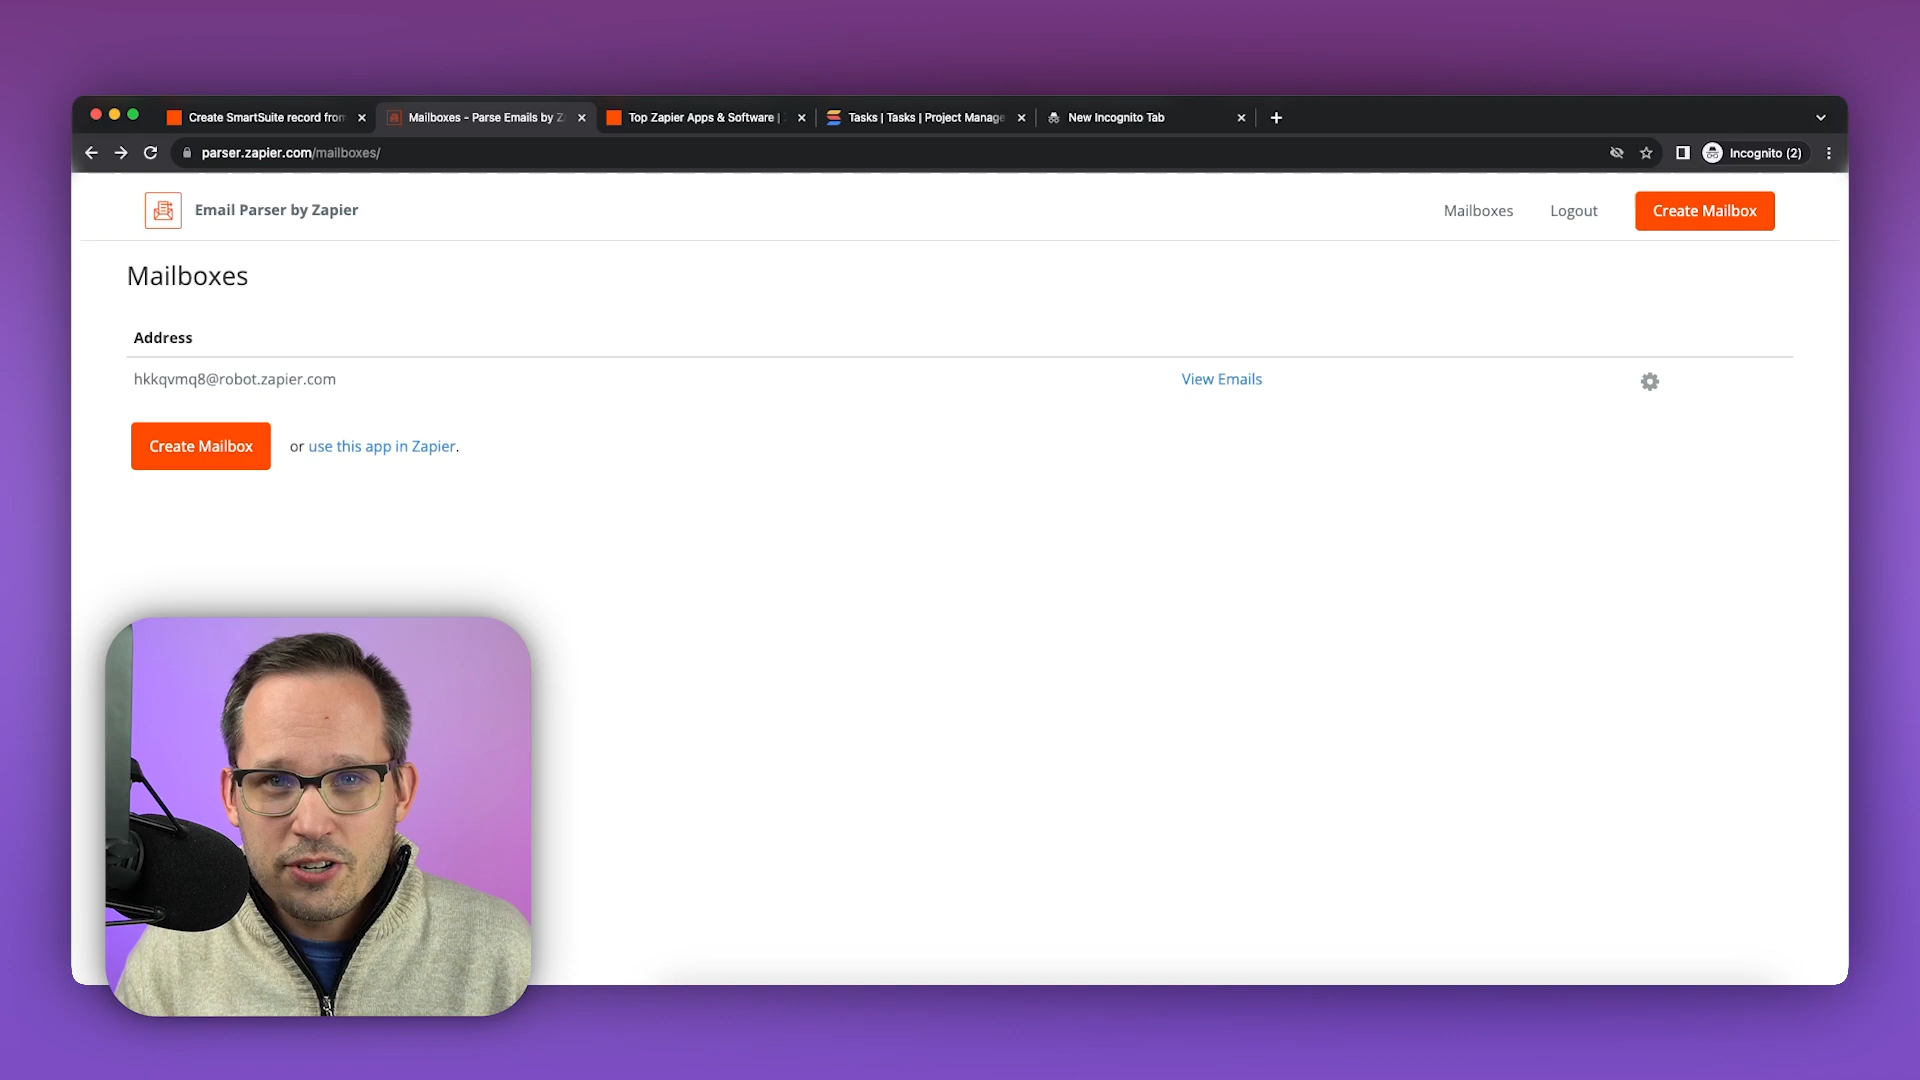 Create SmartSuite record from
Mailboxes - Parse Emails by Z
Top Zapier Apps & Software |
Tasks | Tasks | Project Manage
New Incognito Tab
parser.zapier.com/mailboxes/
Incognito (2)
Email Parser by Zapier
Mailboxes
Logout
Create Mailbox
Mailboxes
Address
hkkqvmq8@robot.zapier.com
View Emails
Create Mailbox
or use this app in Zapier.